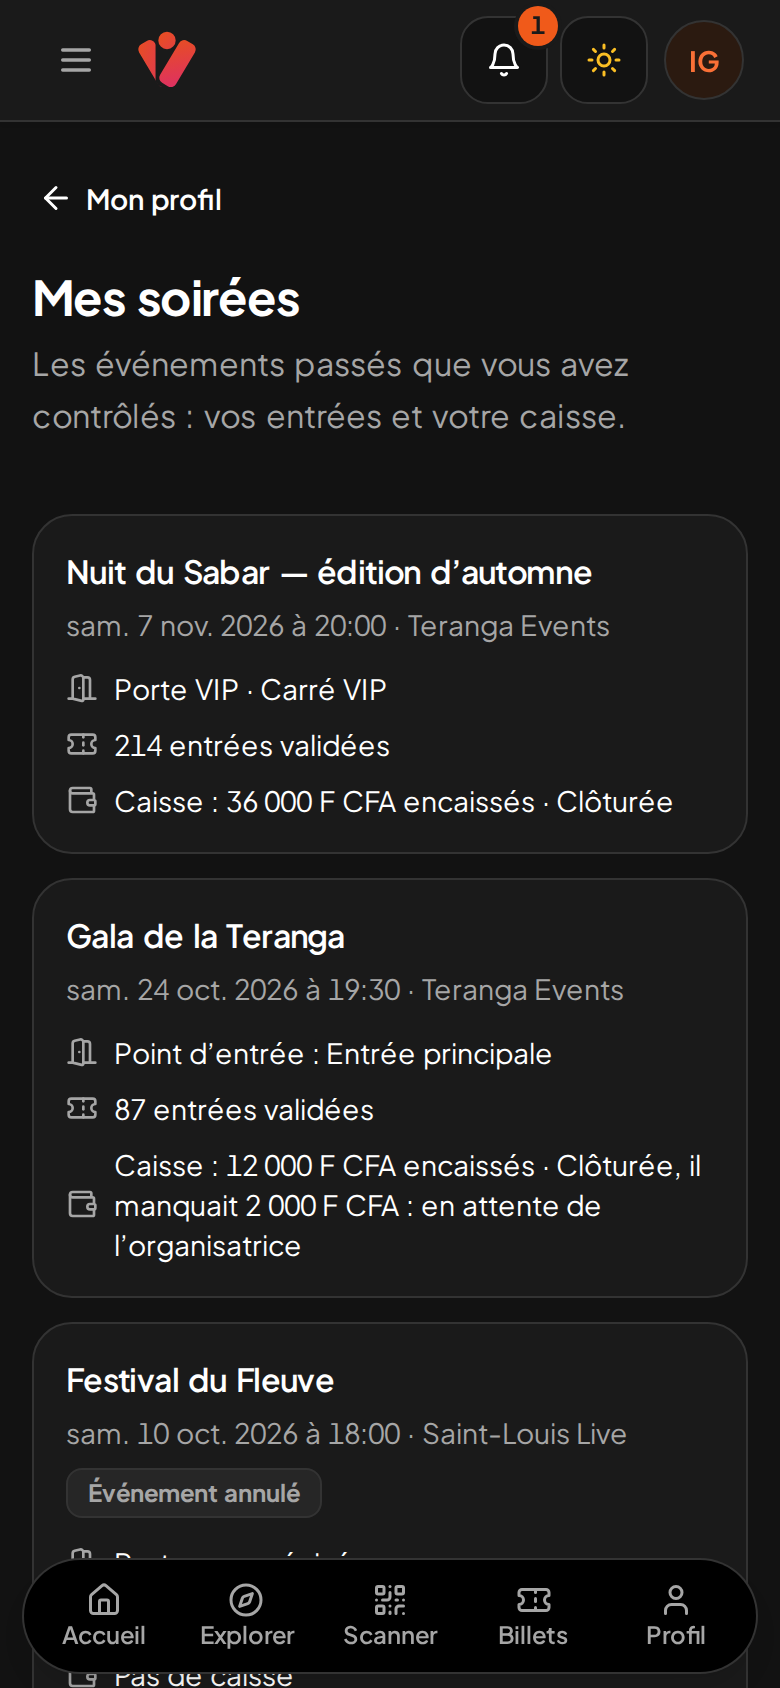 1
IG
Mon profil
Mes soirées
Les événements passés que vous avez
contrôlés : vos entrées et votre caisse.
Nuit du Sabar — édition d’automne
sam. 7 nov. 2026 à 20:00 · Teranga Events
Porte VIP · Carré VIP
214 entrées validées
Caisse : 36 000 F CFA encaissés · Clôturée
Gala de la Teranga
sam. 24 oct. 2026 à 19:30 · Teranga Events
Point d’entrée : Entrée principale
87 entrées validées
Caisse : 12 000 F CFA encaissés · Clôturée, il
manquait 2 000 F CFA : en attente de
l’organisatrice
Festival du Fleuve
sam. 10 oct. 2026 à 18:00 · Saint-Louis Live
Événement annulé
Accueil
Explorer
Scanner
Billets
Profil
Pas de caisse